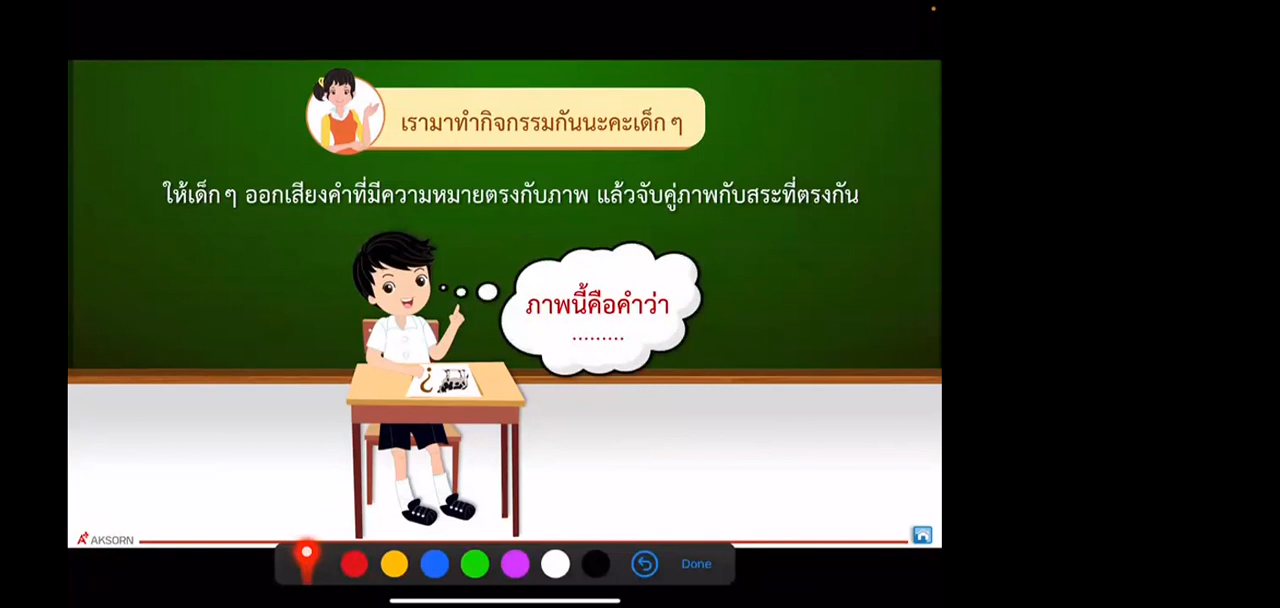 เรามาทำกิจกรรมกันนะคะเด็ก ๆ
ให้เด็ก ๆ ออกเสียงคำที่มีความหมายตรงกับภาพ แล้วจับคู่ภาพกับสระที่ตรงกัน
ภาพนี้คือคำว่า
.........
AKSORN
Done